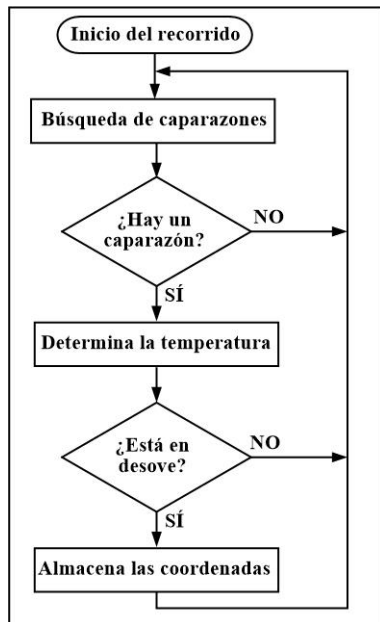 Inicio del recorrido
Búsqueda de caparazones
¿Hay un
caparazón?
NO
SÍ
Determina la temperatura
¿Está en
desove?
NO
SÍ
Almacena las coordenadas